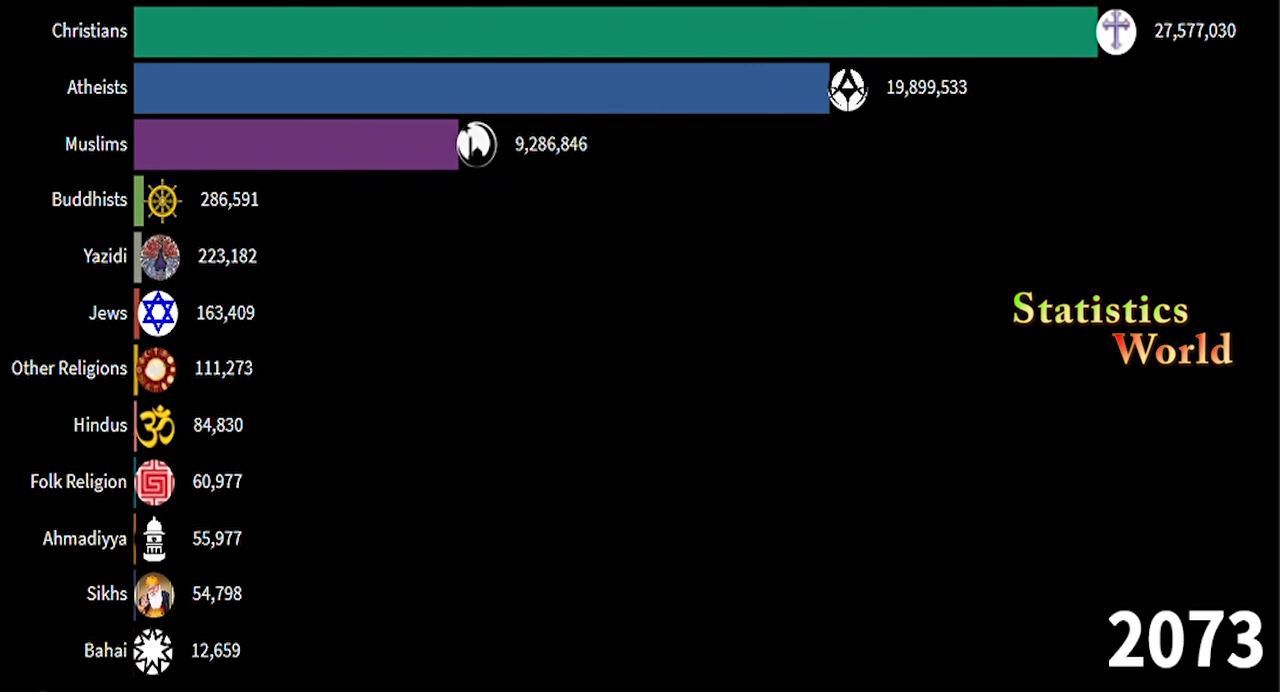 Christians 27,577,030
Atheists 19,899,533
Muslims 9,286,846
Buddhists 286,591
Yazidi 223,182
Jews 163,409
Other Religions 111,273
Hindus 84,830
Folk Religion 60,977
Ahmadiyya 55,977
Sikhs 54,798
Bahai 12,659
Statistics
World
2073